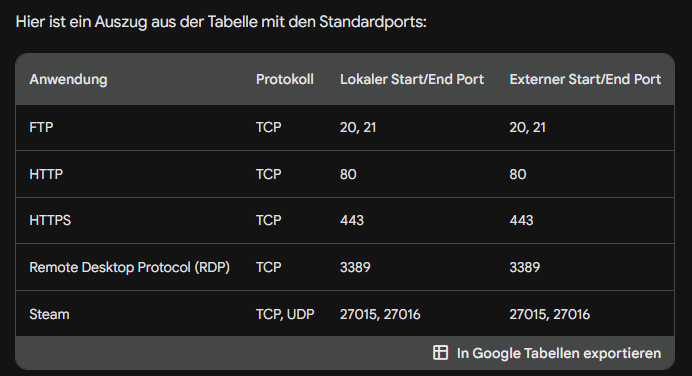 Hier ist ein Auszug aus der Tabelle mit den Standardports:
Anwendung Protokoll Lokaler Start/End Port Externer Start/End Port
FTP TCP 20, 21 20, 21
HTTP TCP 80 80
HTTPS TCP 443 443
Remote Desktop Protocol (RDP) TCP 3389 3389
Steam TCP, UDP 27015, 27016 27015, 27016
In Google Tabellen exportieren